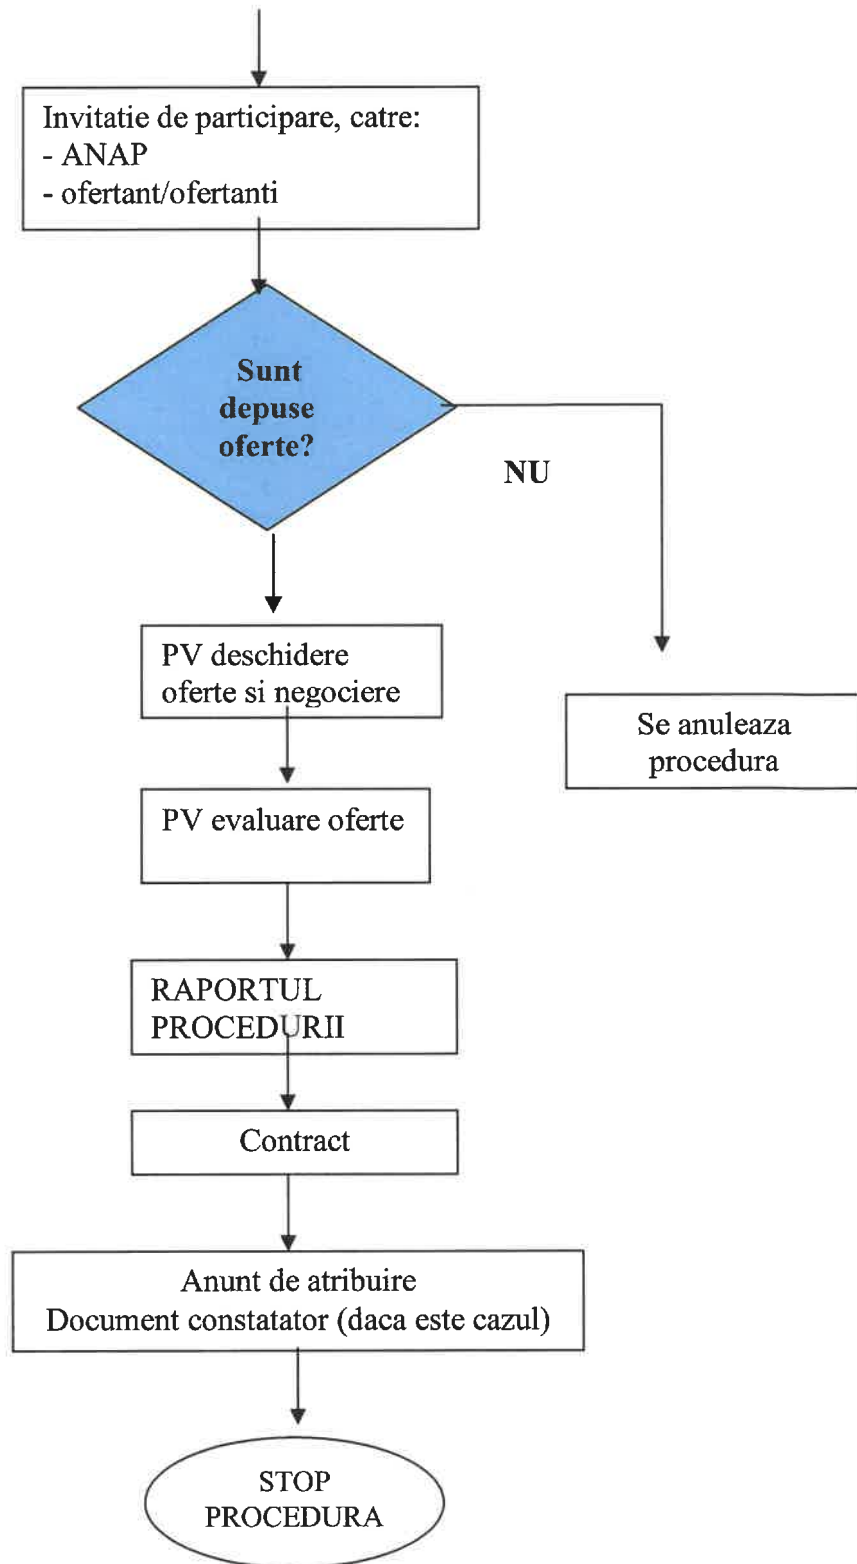 Invitatie de participare, catre:
- ANAP
- ofertant/ofertanti
Sunt
depuse
oferte?
NU
PV deschidere
oferte si negociere
Se anuleaza
procedura
PV evaluare oferte
RAPORTUL
PROCEDURII
Contract
Anunt de atribuire
Document constatator (daca este cazul)
STOP
PROCEDURA